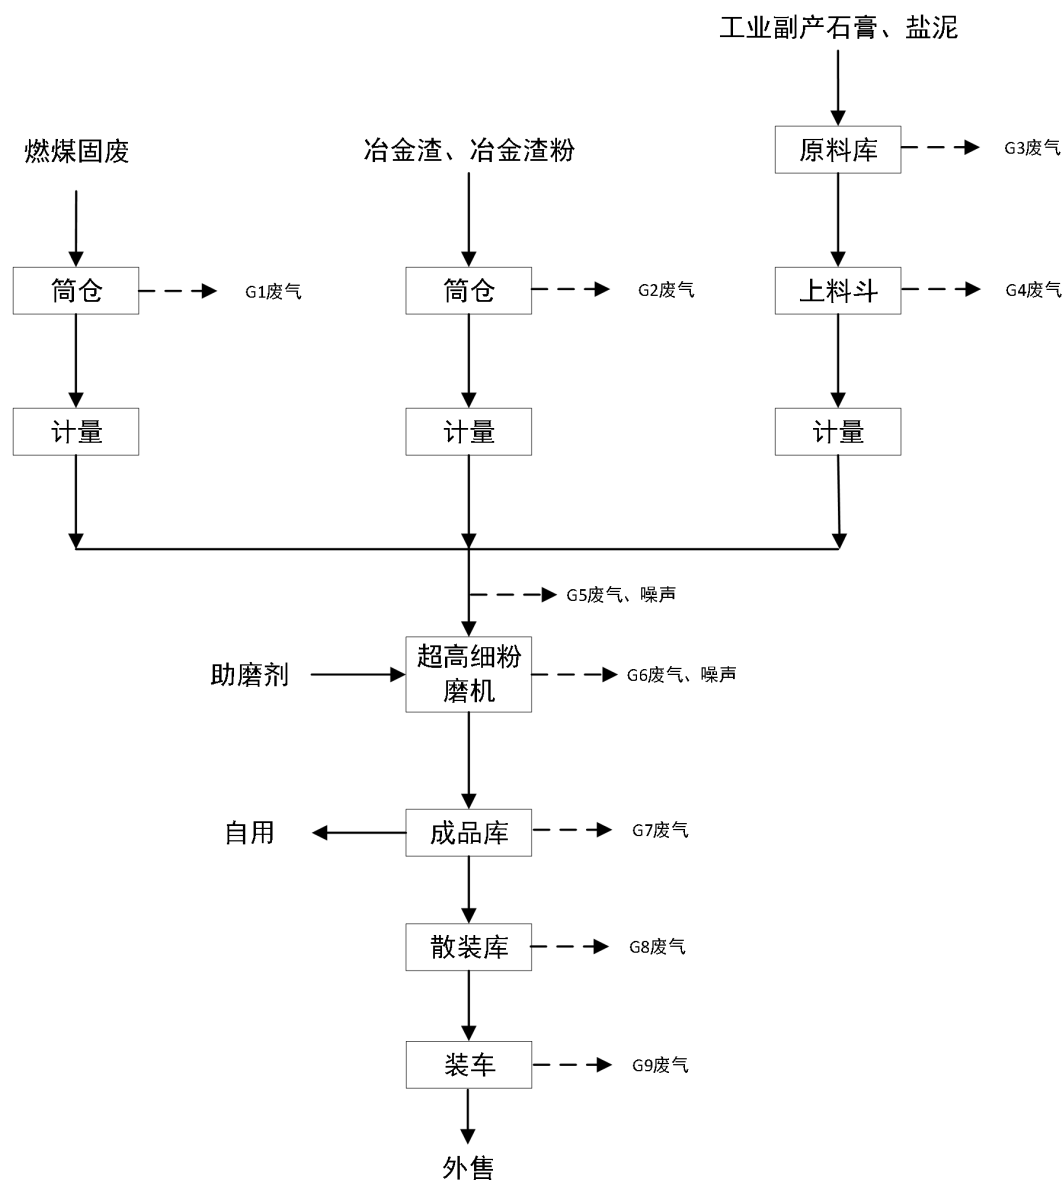 工业副产石膏、盐泥
燃煤固废
冶金渣、冶金渣粉
原料库
G3废气
筒仓
G1废气
筒仓
G2废气
上料斗
G4废气
计量
计量
计量
G5废气、噪声
助磨剂
超高细粉
磨机
G6废气、噪声
自用
成品库
G7废气
散装库
G8废气
装车
G9废气
外售